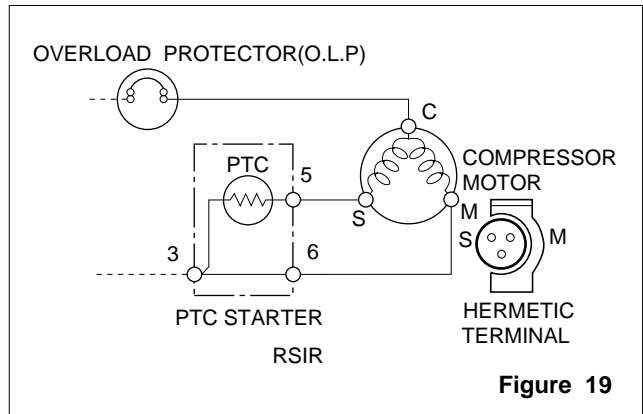 OVERLOAD PROTECTOR(O.L.P)
C
PTC
5
COMPRESSOR
MOTOR
S
M
S
M
3
6
HERMETIC
TERMINAL
PTC STARTER
RSIR
Figure 19